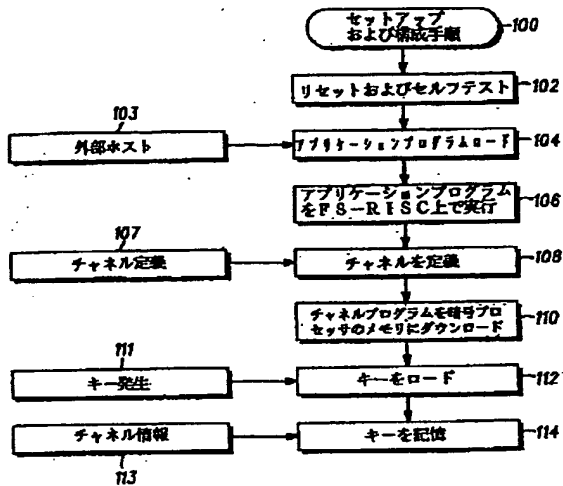 セットアップ
および構成手順
100
リセットおよびセルフテスト
102
103
外部ホスト
アプリケーションプログラムロード
104
アプリケーションプログラム
をFS-RISC上で実行
106
107
チャネル定義
チャネルを定義
108
チャネルプログラムを暗号プロ
セッサのメモリにダウンロード
110
111
キー発生
キーをロード
112
チャネル情報
113
キーを記憶
114